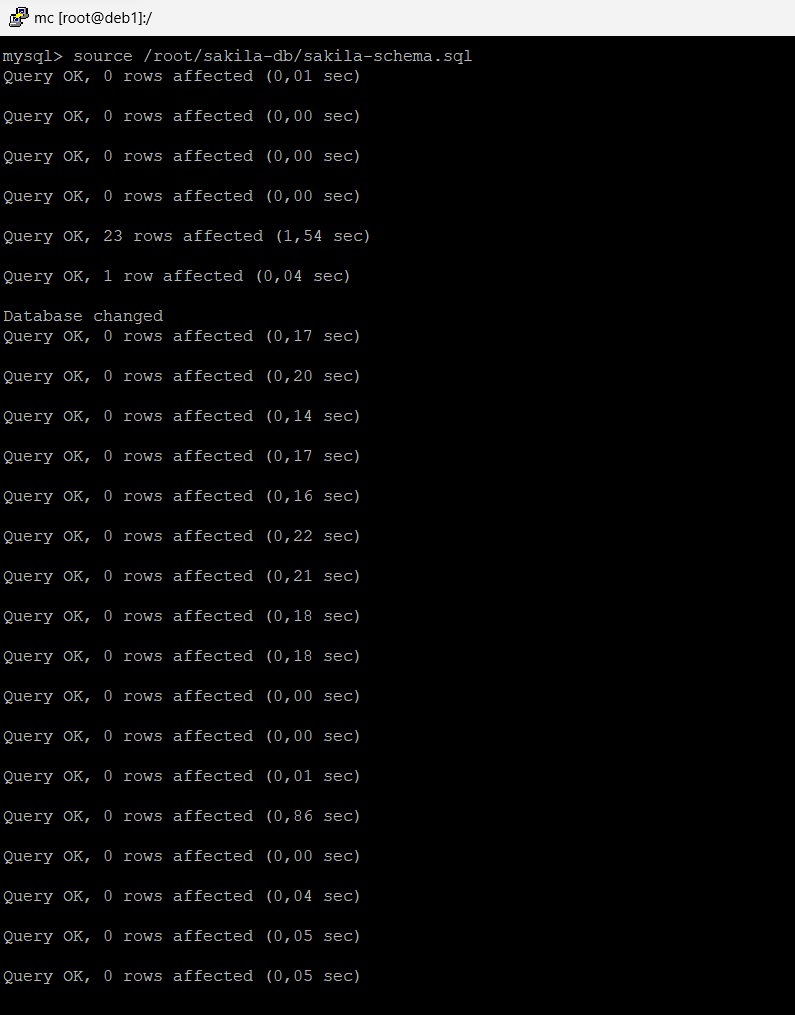 mc [root@deb1]:/
mysql> source /root/sakila-db/sakila-schema.sql
Query OK, 0 rows affected (0,01 sec)
Query OK, 0 rows affected (0,00 sec)
Query OK, 0 rows affected (0,00 sec)
Query OK, 0 rows affected (0,00 sec)
Query OK, 23 rows affected (1,54 sec)
Query OK, 1 row affected (0,04 sec)
Database changed
Query OK, 0 rows affected (0,17 sec)
Query OK, 0 rows affected (0,20 sec)
Query OK, 0 rows affected (0,14 sec)
Query OK, 0 rows affected (0,17 sec)
Query OK, 0 rows affected (0,16 sec)
Query OK, 0 rows affected (0,22 sec)
Query OK, 0 rows affected (0,21 sec)
Query OK, 0 rows affected (0,18 sec)
Query OK, 0 rows affected (0,18 sec)
Query OK, 0 rows affected (0,00 sec)
Query OK, 0 rows affected (0,00 sec)
Query OK, 0 rows affected (0,01 sec)
Query OK, 0 rows affected (0,86 sec)
Query OK, 0 rows affected (0,00 sec)
Query OK, 0 rows affected (0,04 sec)
Query OK, 0 rows affected (0,05 sec)
Query OK, 0 rows affected (0,05 sec)